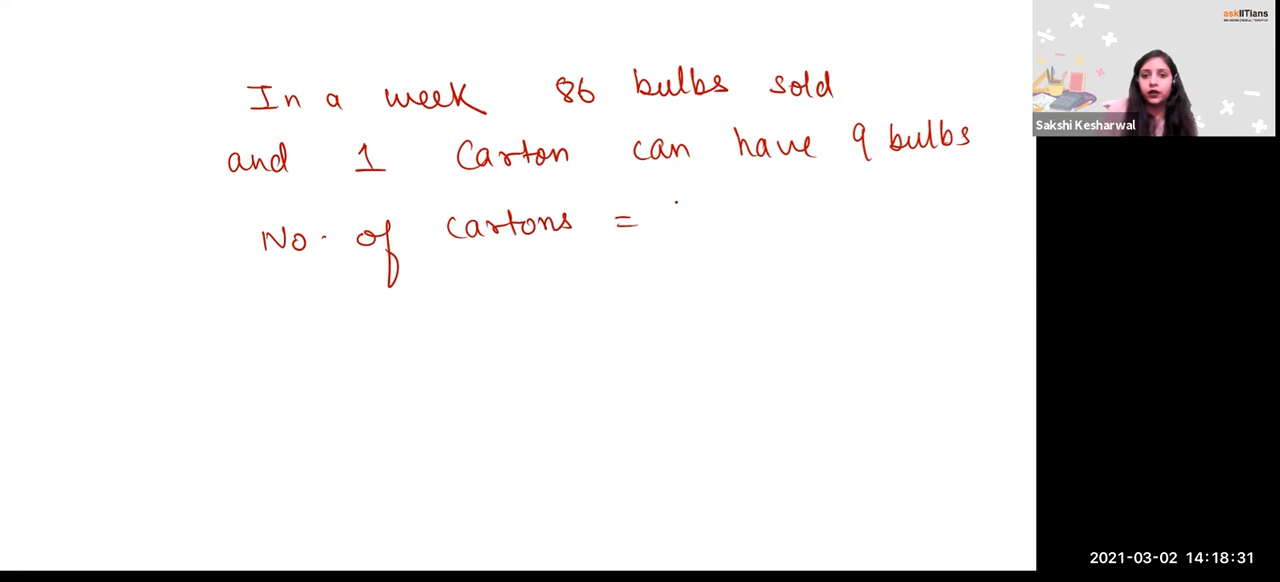 askIITians
In a week 86 bulbs sold
and 1 Carton can have 9 bulbs
No. of cartons =
Sakshi Kesharwal
2021-03-02 14:18:31